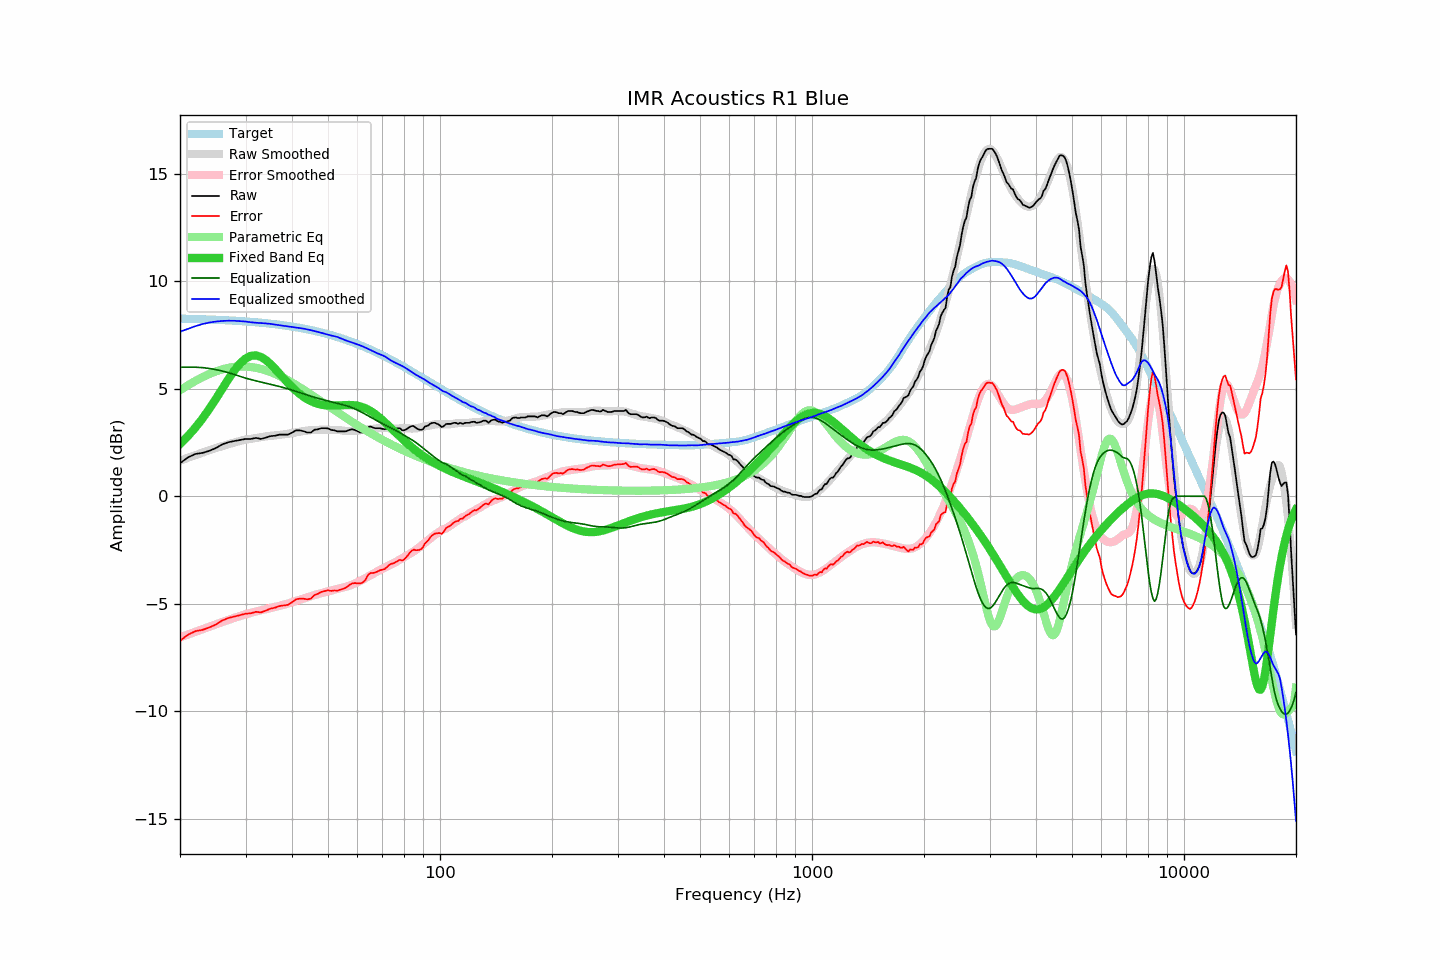 IMR Acoustics R1 Blue
Target
Raw Smoothed
Error Smoothed
Raw
Error
Parametric Eq
Fixed Band Eq
Equalization
Equalized smoothed
15
10
5
0
−5
−10
−15
Amplitude (dBr)
100
1000
10000
Frequency (Hz)